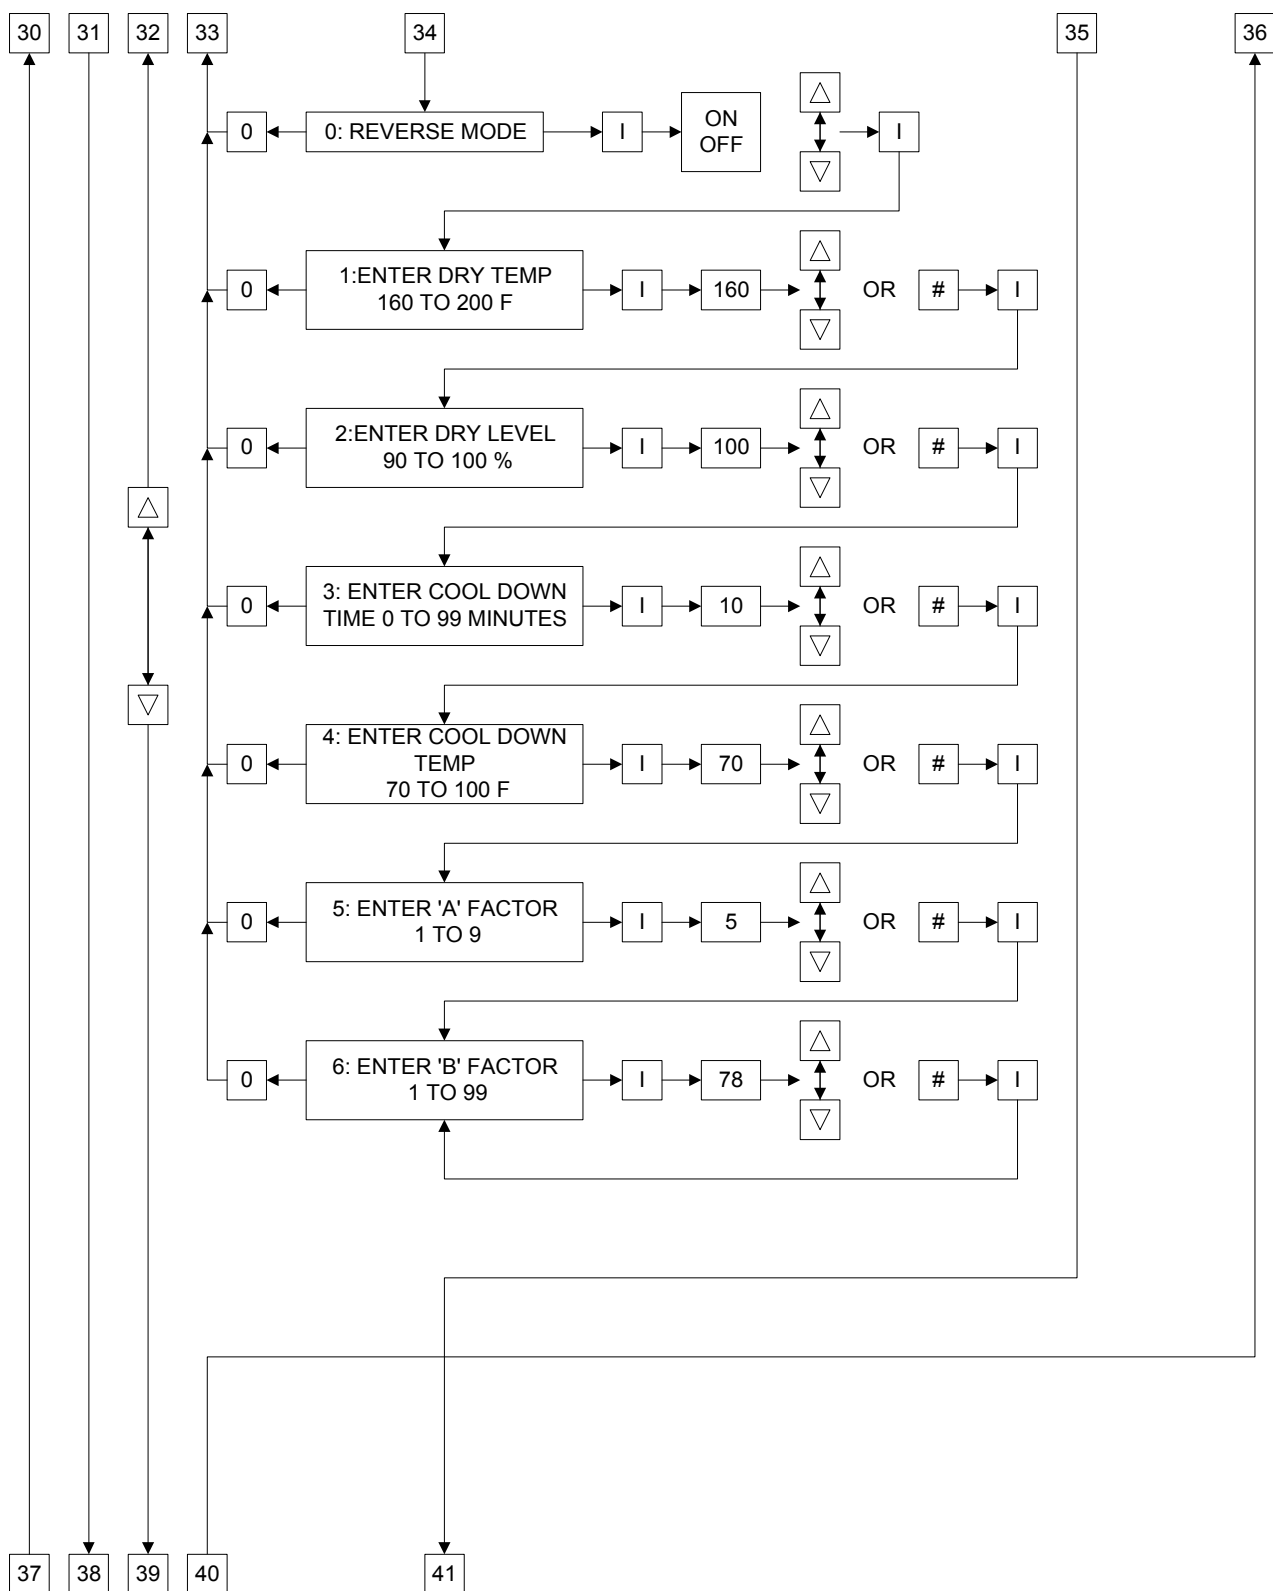 30 31 32 33 34 35 36
0 0: REVERSE MODE I ON
OFF
△
▽
I
0 1:ENTER DRY TEMP
160 TO 200 F
I 160 △
▽
OR # I
0 2:ENTER DRY LEVEL
90 TO 100 %
I 100 △
▽
OR # I
△
▽
0 3: ENTER COOL DOWN
TIME 0 TO 99 MINUTES
I 10 △
▽
OR # I
0 4: ENTER COOL DOWN
TEMP
70 TO 100 F
I 70 △
▽
OR # I
0 5: ENTER 'A' FACTOR
1 TO 9
I 5 △
▽
OR # I
0 6: ENTER 'B' FACTOR
1 TO 99
I 78 △
▽
OR # I
37 38 39 40 41